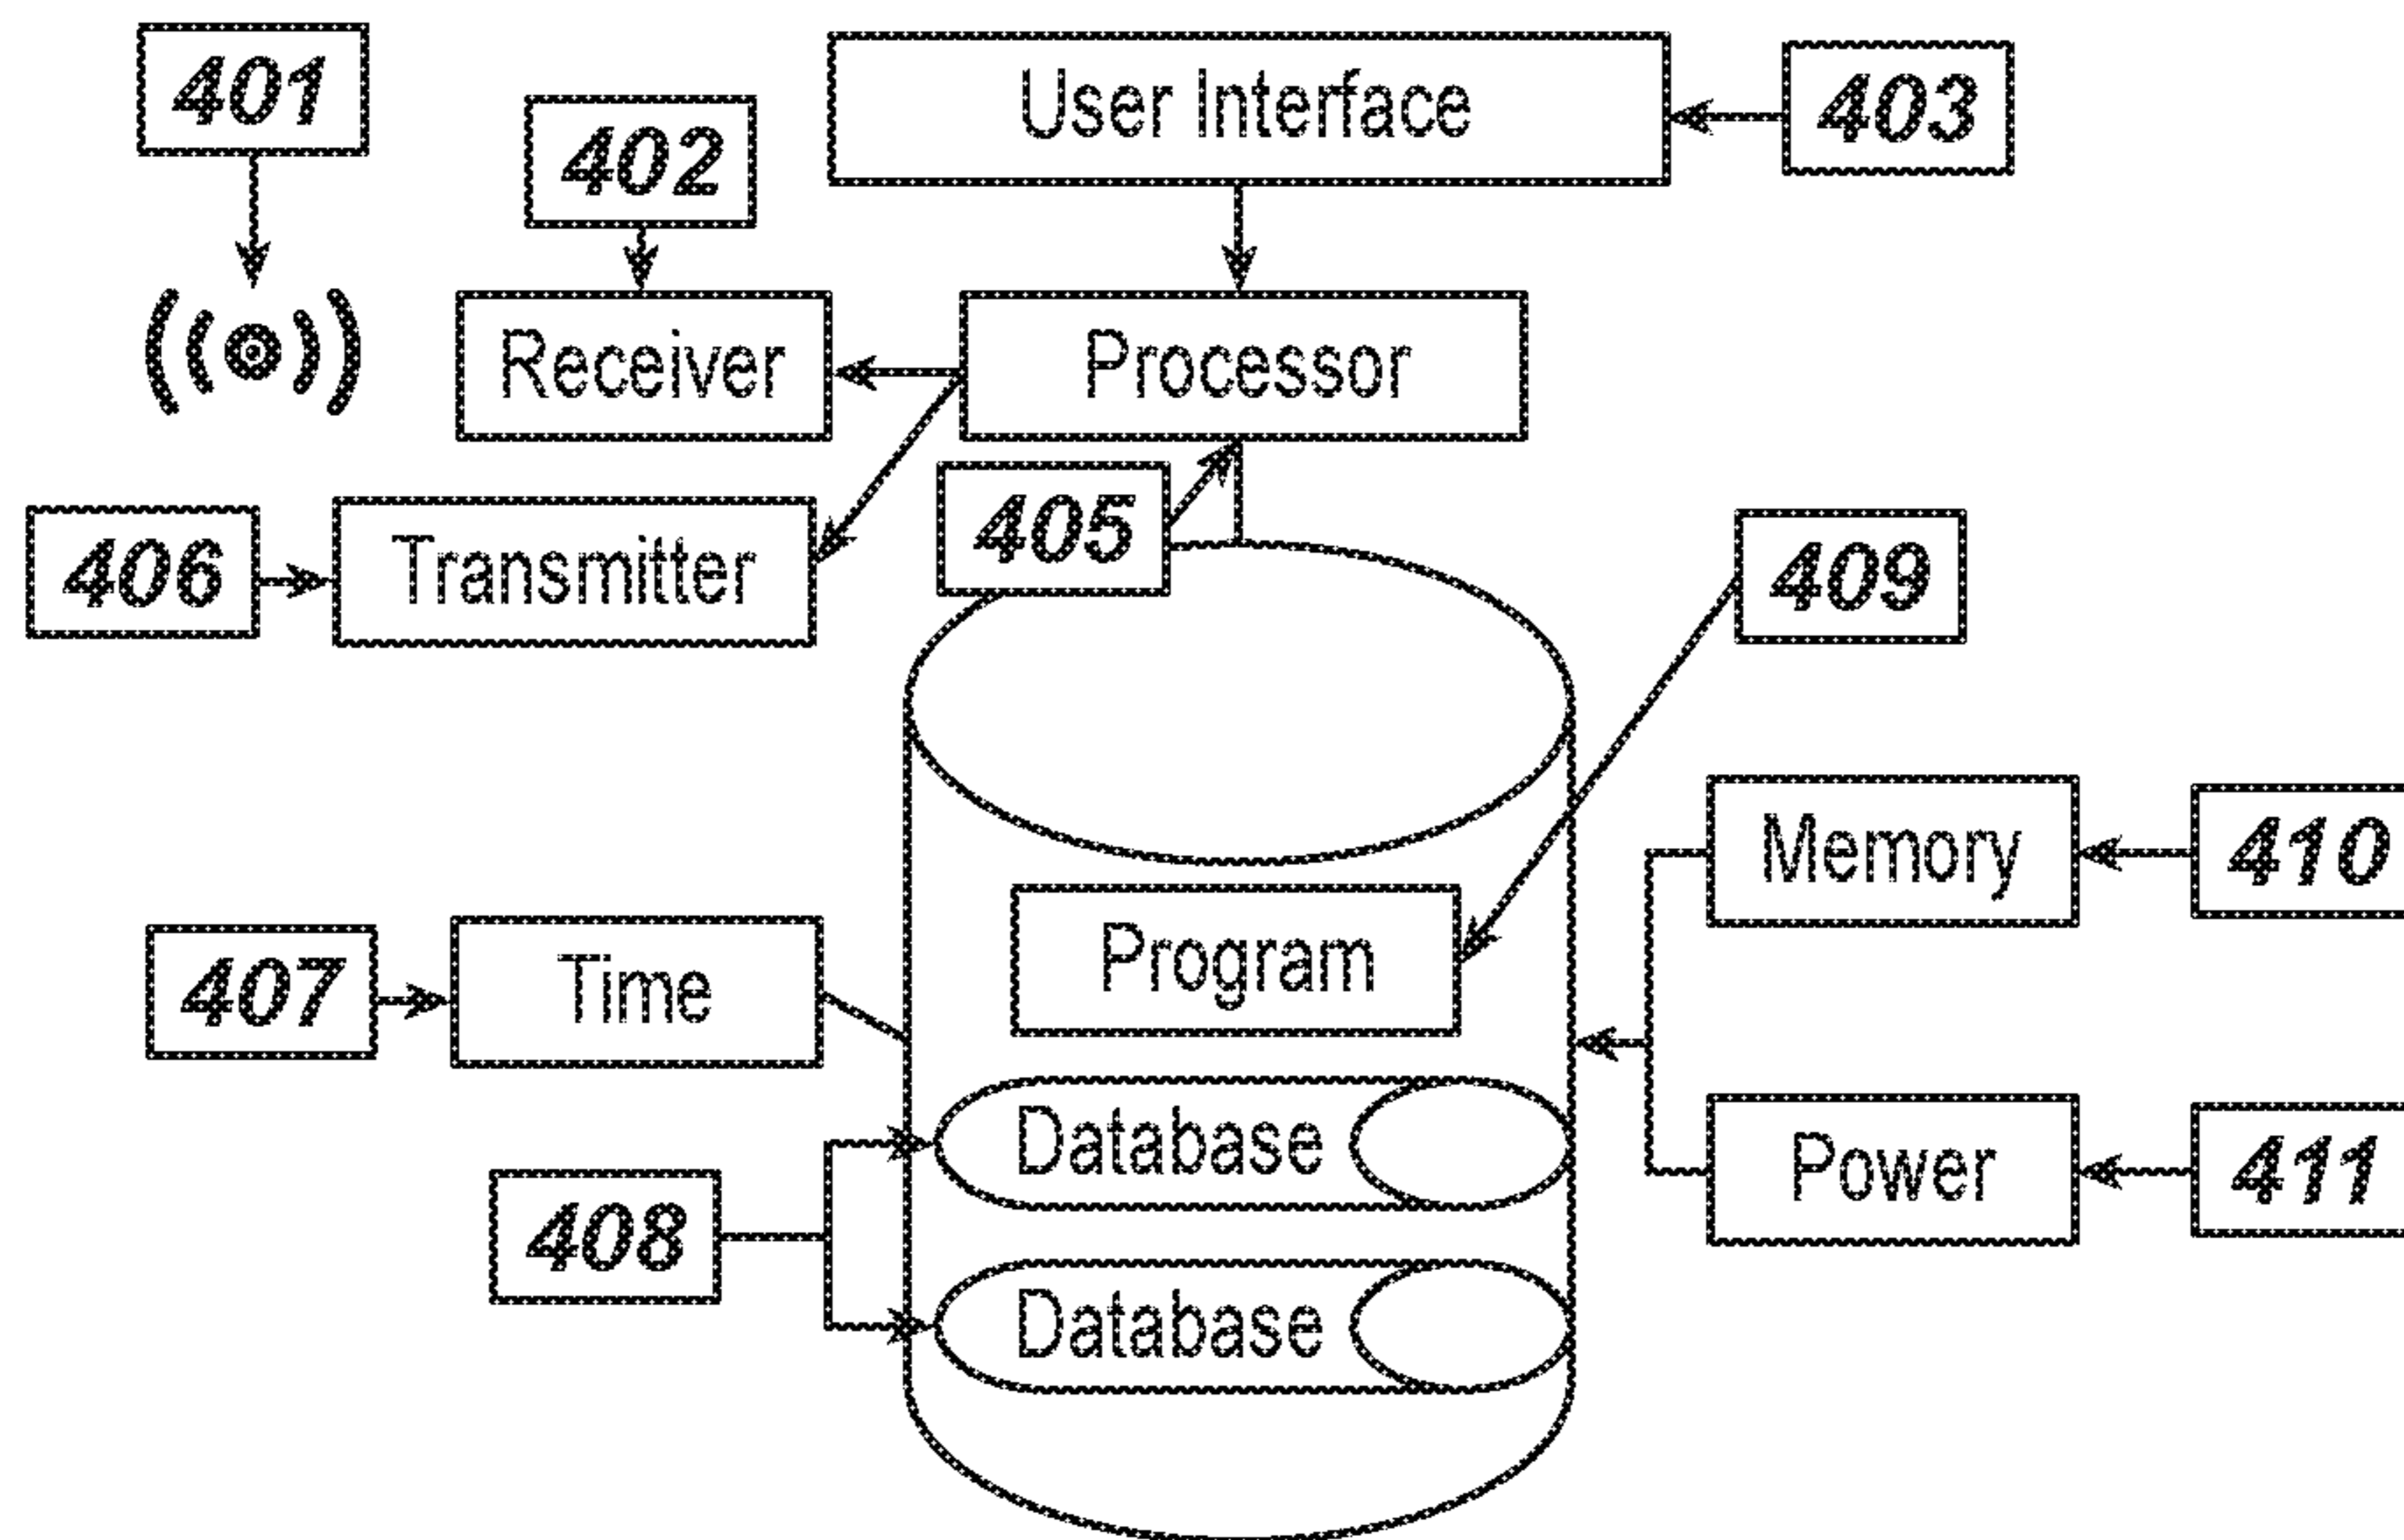 401
402
User Interface
403
Receiver
Processor
405
406
Transmitter
409
Memory
410
Program
407
Time
Database
Power
411
408
Database